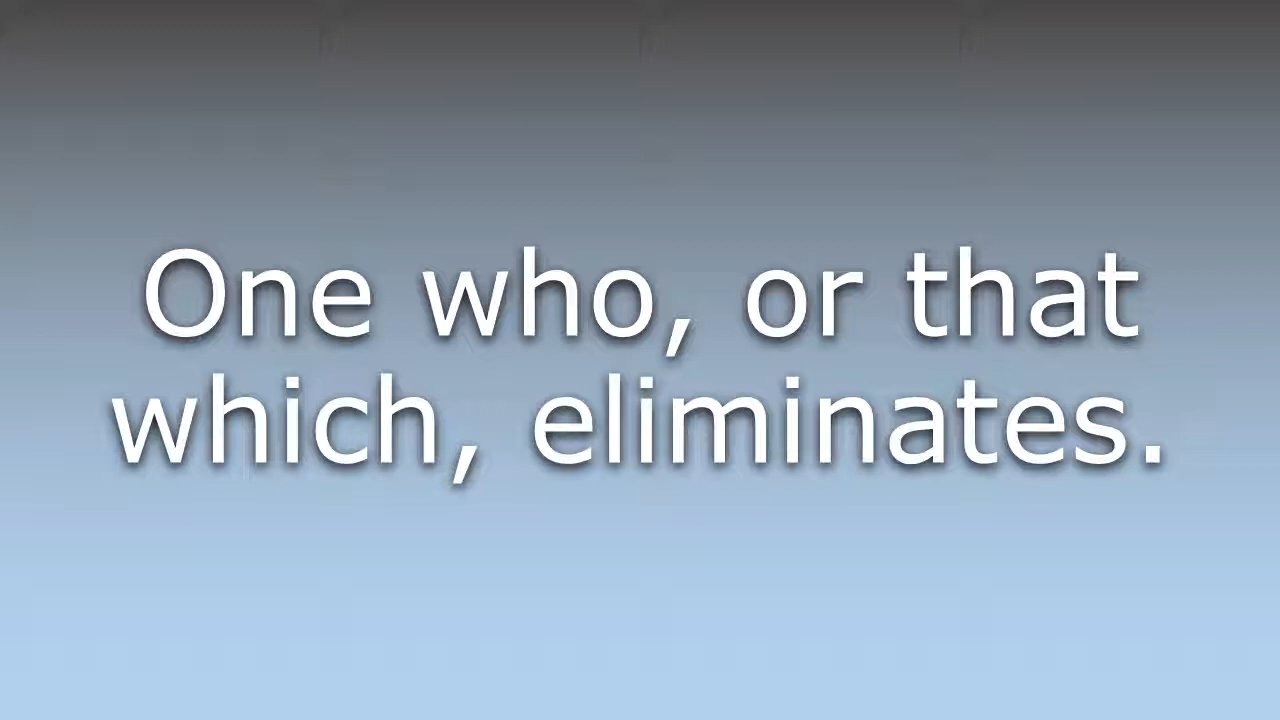 One who, or that
which, eliminates.